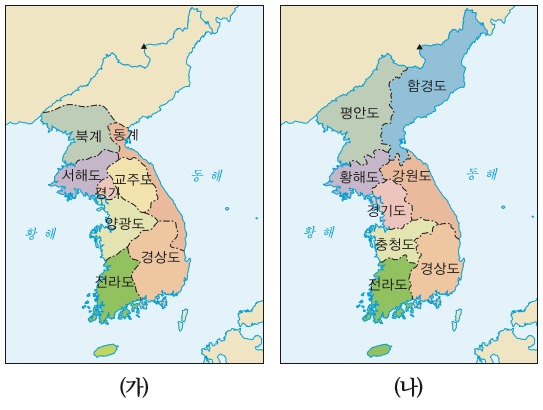 북계
동계
서해도
교주도
경기
양광도
경상도
전라도
동해
황해
(가)
함경도
평안도
황해도
강원도
경기도
충청도
경상도
전라도
동해
황해
(나)